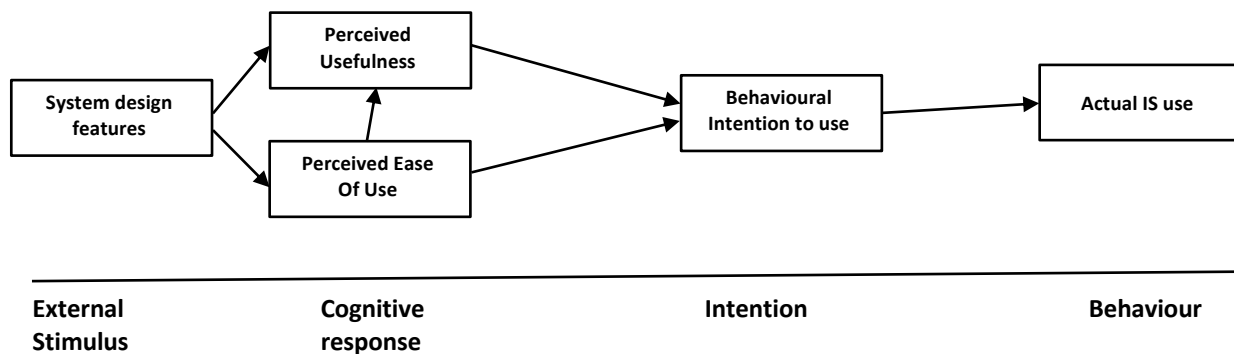 Perceived
Usefulness
System design
features
Perceived Ease
Of Use
Behavioural
Intention to use
Actual IS use
External
Stimulus
Cognitive
response
Intention
Behaviour